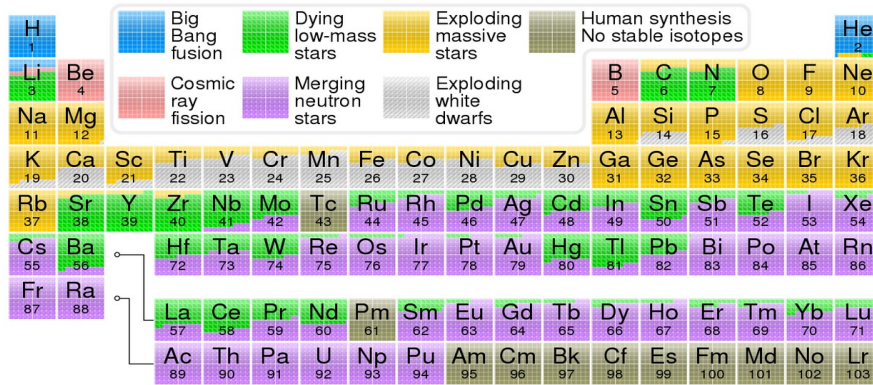 Big Bang fusion
Dying low-mass stars
Exploding massive stars
Human synthesis No stable isotopes
Cosmic ray fission
Merging neutron stars
Exploding white dwarfs
H He
1 2
Li Be B C N O F Ne
3 4 5 6 7 8 9 10
Na Mg Al Si P S Cl Ar
11 12 13 14 15 16 17 18
K Ca Sc Ti V Cr Mn Fe Co Ni Cu Zn Ga Ge As Se Br Kr
19 20 21 22 23 24 25 26 27 28 29 30 31 32 33 34 35 36
Rb Sr Y Zr Nb Mo Tc Ru Rh Pd Ag Cd In Sn Sb Te I Xe
37 38 39 40 41 42 43 44 45 46 47 48 49 50 51 52 53 54
Cs Ba Hf Ta W Re Os Ir Pt Au Hg Tl Pb Bi Po At Rn
55 56 72 73 74 75 76 77 78 79 80 81 82 83 84 85 86
Fr Ra
87 88
La Ce Pr Nd Pm Sm Eu Gd Tb Dy Ho Er Tm Yb Lu
57 58 59 60 61 62 63 64 65 66 67 68 69 70 71
Ac Th Pa U Np Pu Am Cm Bk Cf Es Fm Md No Lr
89 90 91 92 93 94 95 96 97 98 99 100 101 102 103